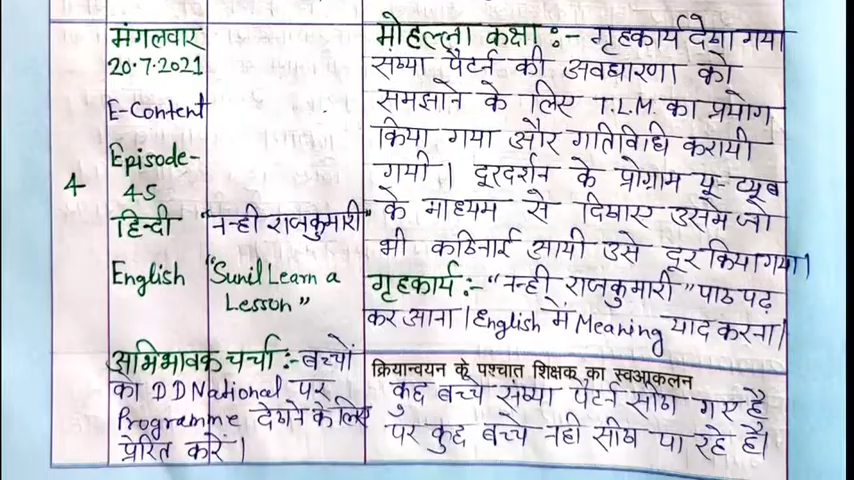 मंगलवार
20.7.2021
E-Content
4
Episode-
45
हिन्दी "नन्ही राजकुमारी"
English "Sunil Learn a
Lesson"
मोहल्ला कक्षा :- गृहकार्य देखा गया
संख्या पैटर्न की अवधारणा को
समझाने के लिए T.L.M. का प्रयोग
किया गया और गतिविधि करायी
गयी। दूरदर्शन के प्रोग्राम यू-ट्यूब
के माध्यम से दिखाए उसमे जो
भी कठिनाई आयी उसे दूर किया गया।
गृहकार्य :- "नन्ही राजकुमारी" पाठ पढ़
कर आना। English में Meaning याद करना।
अभिभावक चर्चा :- बच्चों
को DD National पर
Programme देखने के लिए
प्रेरित करें।
क्रियान्वयन के पश्चात शिक्षक का स्वआकलन
कुछ बच्चे संख्या पैटर्न सीख गए है
पर कुछ बच्चे नही सीख पा रहे है।